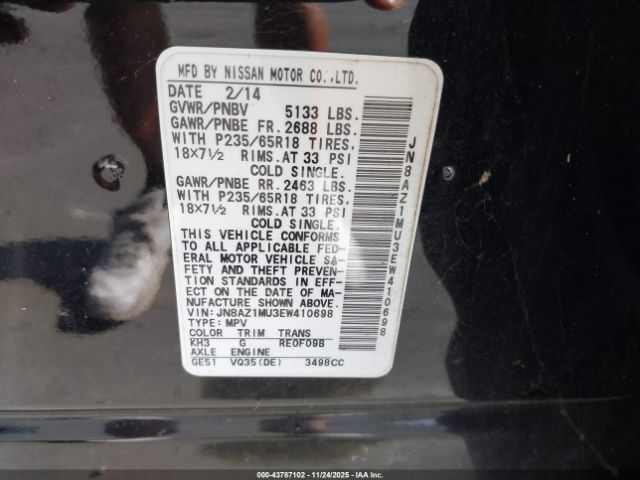 MFD BY NISSAN MOTOR CO.,LTD.
DATE 2/14
GVWR/PNBV 5133 LBS.
GAWR/PNBE FR. 2688 LBS.
WITH P235/65R18 TIRES,
18X7½ RIMS. AT 33 PSI
COLD SINGLE.
GAWR/PNBE RR. 2463 LBS.
WITH P235/65R18 TIRES,
18X7½ RIMS. AT 33 PSI
COLD SINGLE.
THIS VEHICLE CONFORMS
TO ALL APPLICABLE FED-
ERAL MOTOR VEHICLE SA-
FETY AND THEFT PREVEN-
TION STANDARDS IN EFF-
ECT ON THE DATE OF MA-
NUFACTURE SHOWN ABOVE.
VIN: JN8AZ1MU3EW410698
TYPE: MPV
COLOR TRIM TRANS
KH3 G RE0F09B
AXLE ENGINE
GE51 VQ35(DE) 3498CC
JN8AZ1MU3EW410698
000-43787102 - 11/24/2025 - IAAHOLDINGS, LLC.